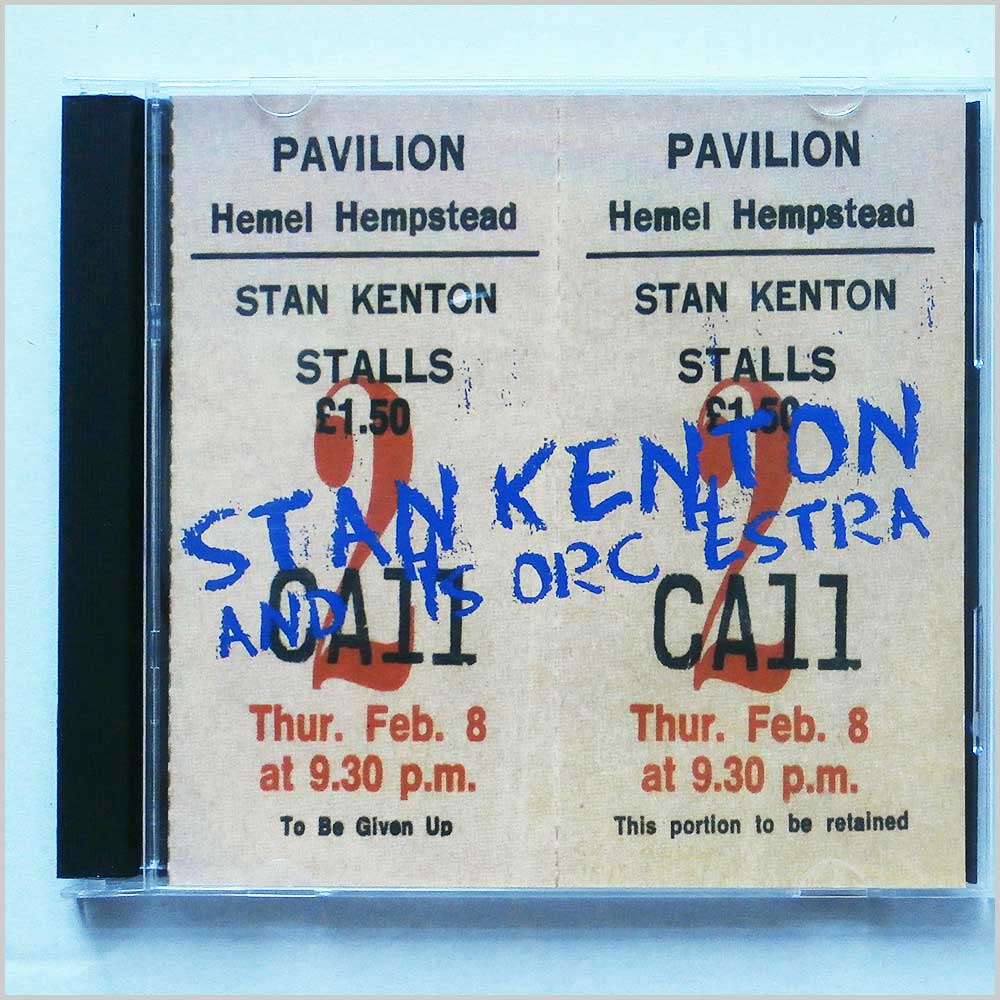 PAVILION
Hemel Hempstead
STAN KENTON
STALLS
£1.50
2
CAll
Thur. Feb. 8
at 9.30 p.m.
To Be Given Up
PAVILION
Hemel Hempstead
STAN KENTON
STALLS
£1.50
2
CAll
Thur. Feb. 8
at 9.30 p.m.
This portion to be retained
STAN KENTON
AND HIS ORCHESTRA